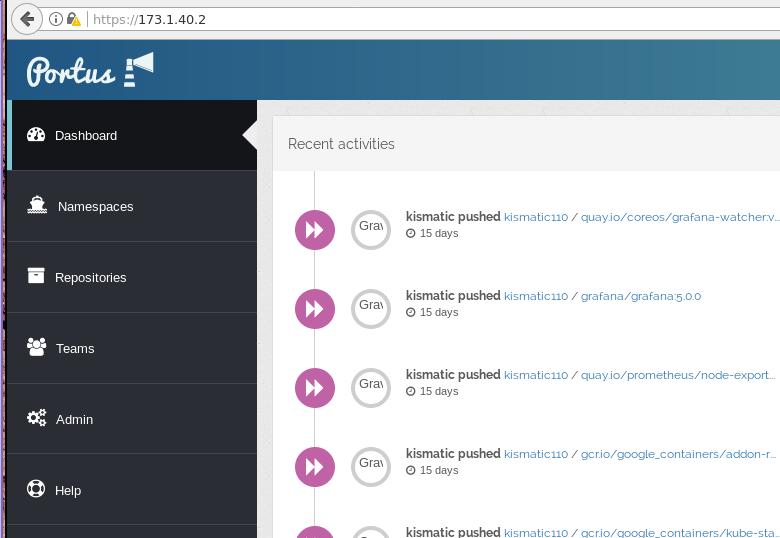 https://173.1.40.2
Portus
Dashboard
Namespaces
Repositories
Teams
Admin
Help
Recent activities
Grav
kismatic pushed kismatic110 / quay.io/coreos/grafana-watcher:v...
15 days
Grav
kismatic pushed kismatic110 / grafana/grafana:5.0.0
15 days
Grav
kismatic pushed kismatic110 / quay.io/prometheus/node-export...
15 days
Grav
kismatic pushed kismatic110 / gcr.io/google_containers/addon-r...
15 days
kismatic pushed kismatic110 / gcr.io/google_containers/kube-sta...